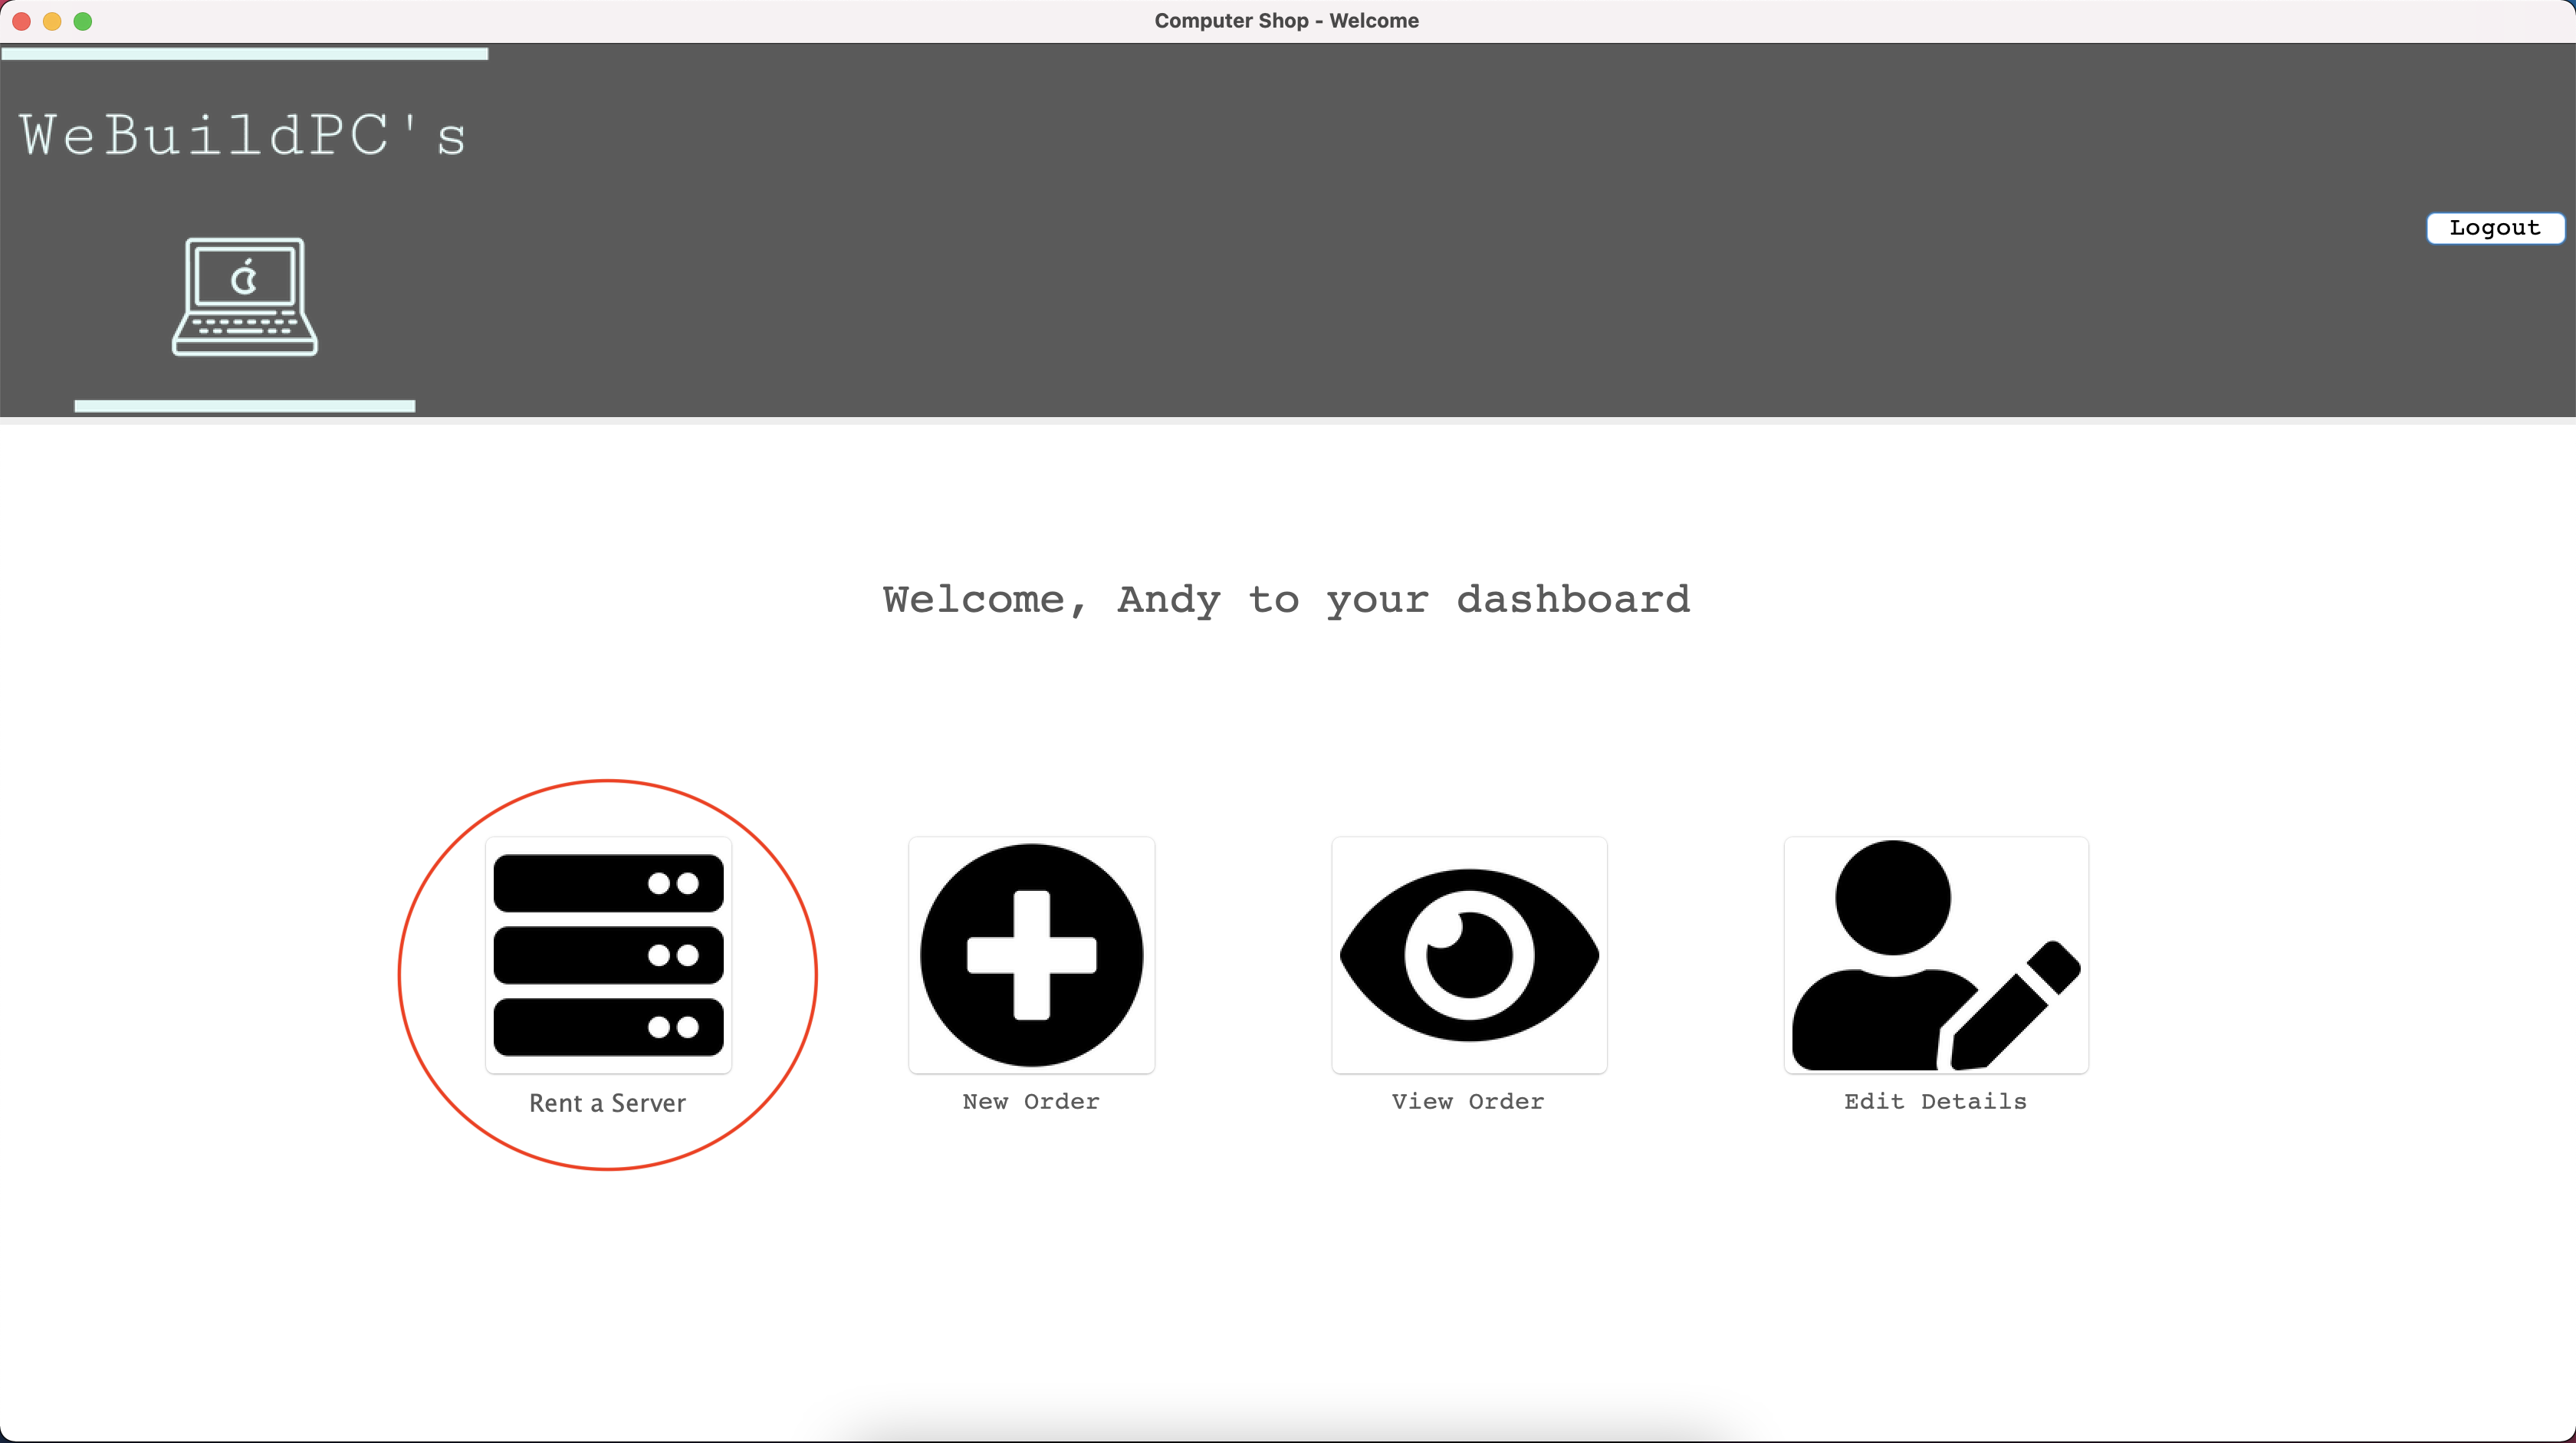 Computer Shop - Welcome
WeBuildPC's
Logout
Welcome, Andy to your dashboard
Rent a Server
New Order
View Order
Edit Details